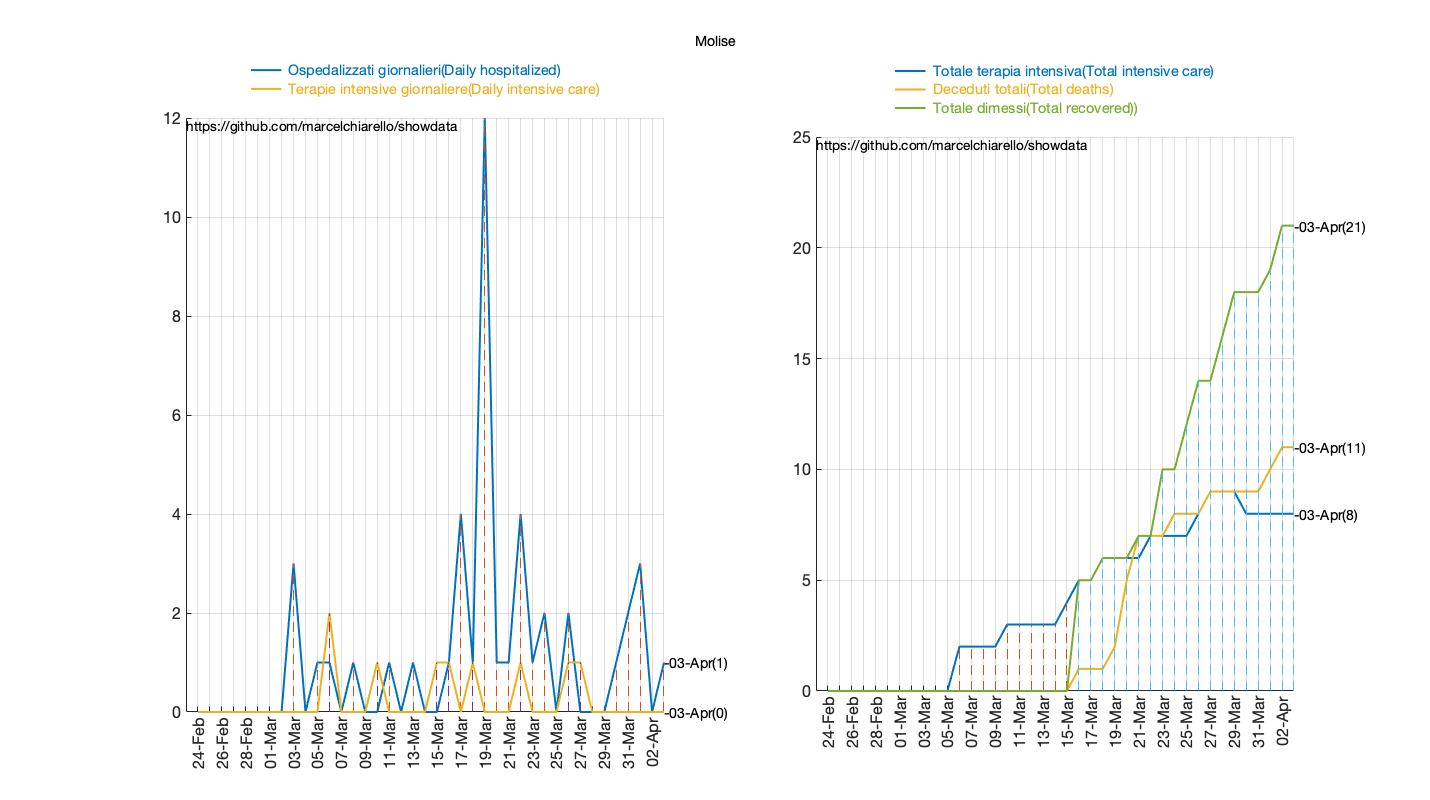 Molise
Ospedalizzati giornalieri(Daily hospitalized)
Terapie intensive giornaliere(Daily intensive care)
https://github.com/marcelchiarello/showdata
12
10
8
6
4
2
0
-03-Apr(1)
-03-Apr(0)
24-Feb
26-Feb
28-Feb
01-Mar
03-Mar
05-Mar
07-Mar
09-Mar
11-Mar
13-Mar
15-Mar
17-Mar
19-Mar
21-Mar
23-Mar
25-Mar
27-Mar
29-Mar
31-Mar
02-Apr
Totale terapia intensiva(Total intensive care)
Deceduti totali(Total deaths)
Totale dimessi(Total recovered))
https://github.com/marcelchiarello/showdata
25
20
15
10
5
0
-03-Apr(21)
-03-Apr(11)
-03-Apr(8)
24-Feb
26-Feb
28-Feb
01-Mar
03-Mar
05-Mar
07-Mar
09-Mar
11-Mar
13-Mar
15-Mar
17-Mar
19-Mar
21-Mar
23-Mar
25-Mar
27-Mar
29-Mar
31-Mar
02-Apr